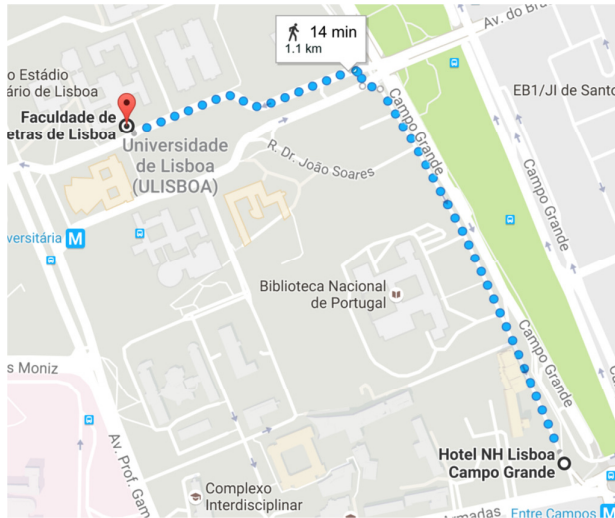 14 min
1.1 km
Av. do Br
o Estádio
ário de Lisboa
EB1/JI de Santo
Faculdade de
etras de Lisboa
Campo Grande
Universidade
de Lisboa
(ULISBOA)
R. Dr. João Soares
Campo Grande
versitária M
Biblioteca Nacional
de Portugal
Campo Grande
s Moniz
Av. Prof. Gam
Hotel NH Lisboa
Campo Grande
Complexo
Interdisciplinar
rmadas
Entre Campos M